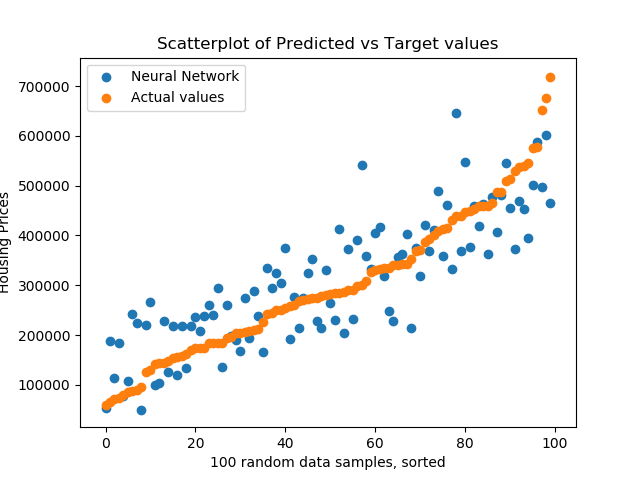 Scatterplot of Predicted vs Target values
Neural Network
Actual values
700000
600000
500000
400000
300000
200000
100000
Housing Prices
0 20 40 60 80 100
100 random data samples, sorted